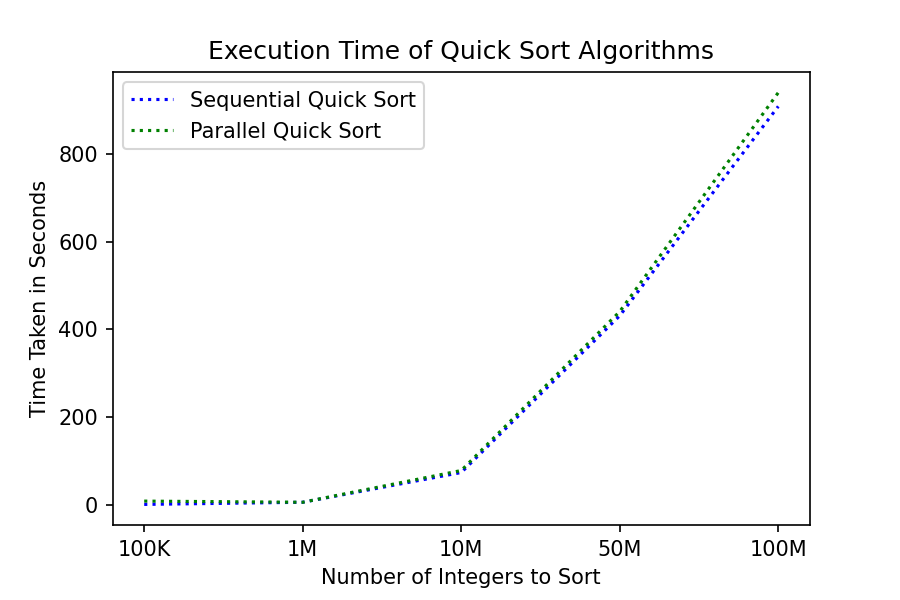 Execution Time of Quick Sort Algorithms
Sequential Quick Sort
Parallel Quick Sort
Time Taken in Seconds
800
600
400
200
0
100K 1M 10M 50M 100M
Number of Integers to Sort